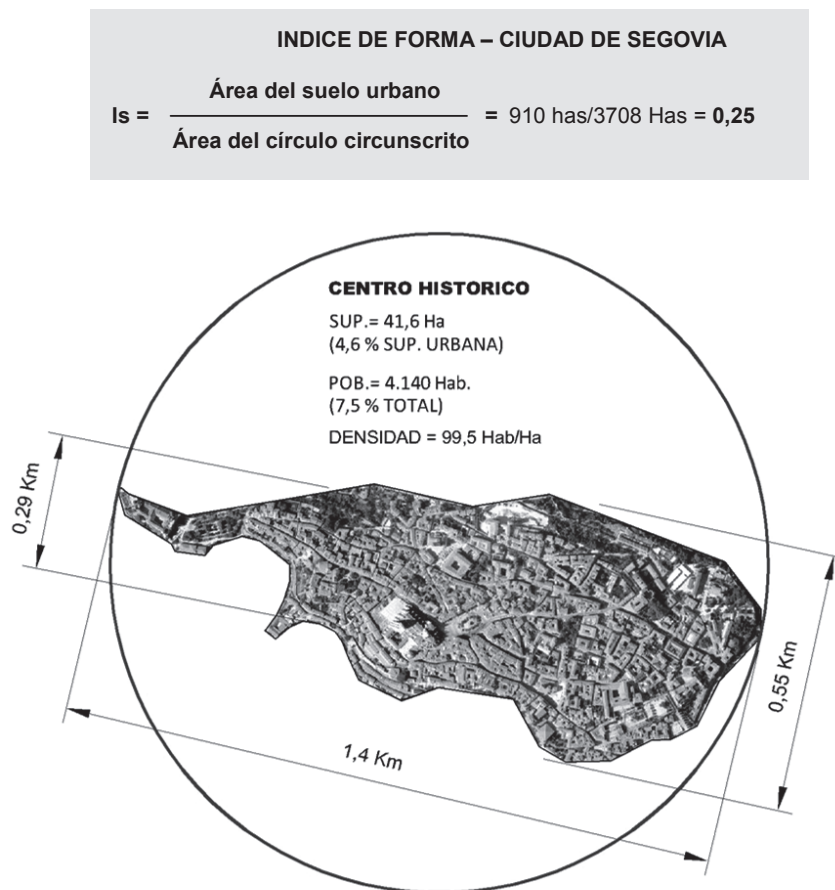 INDICE DE FORMA – CIUDAD DE SEGOVIA
Is = Área del suelo urbano = 910 has/3708 Has = 0,25
Área del círculo circunscrito
CENTRO HISTORICO
SUP.= 41,6 Ha
(4,6 % SUP. URBANA)
POB.= 4.140 Hab.
(7,5 % TOTAL)
DENSIDAD = 99,5 Hab/Ha
0,29 Km
0,55 Km
1,4 Km